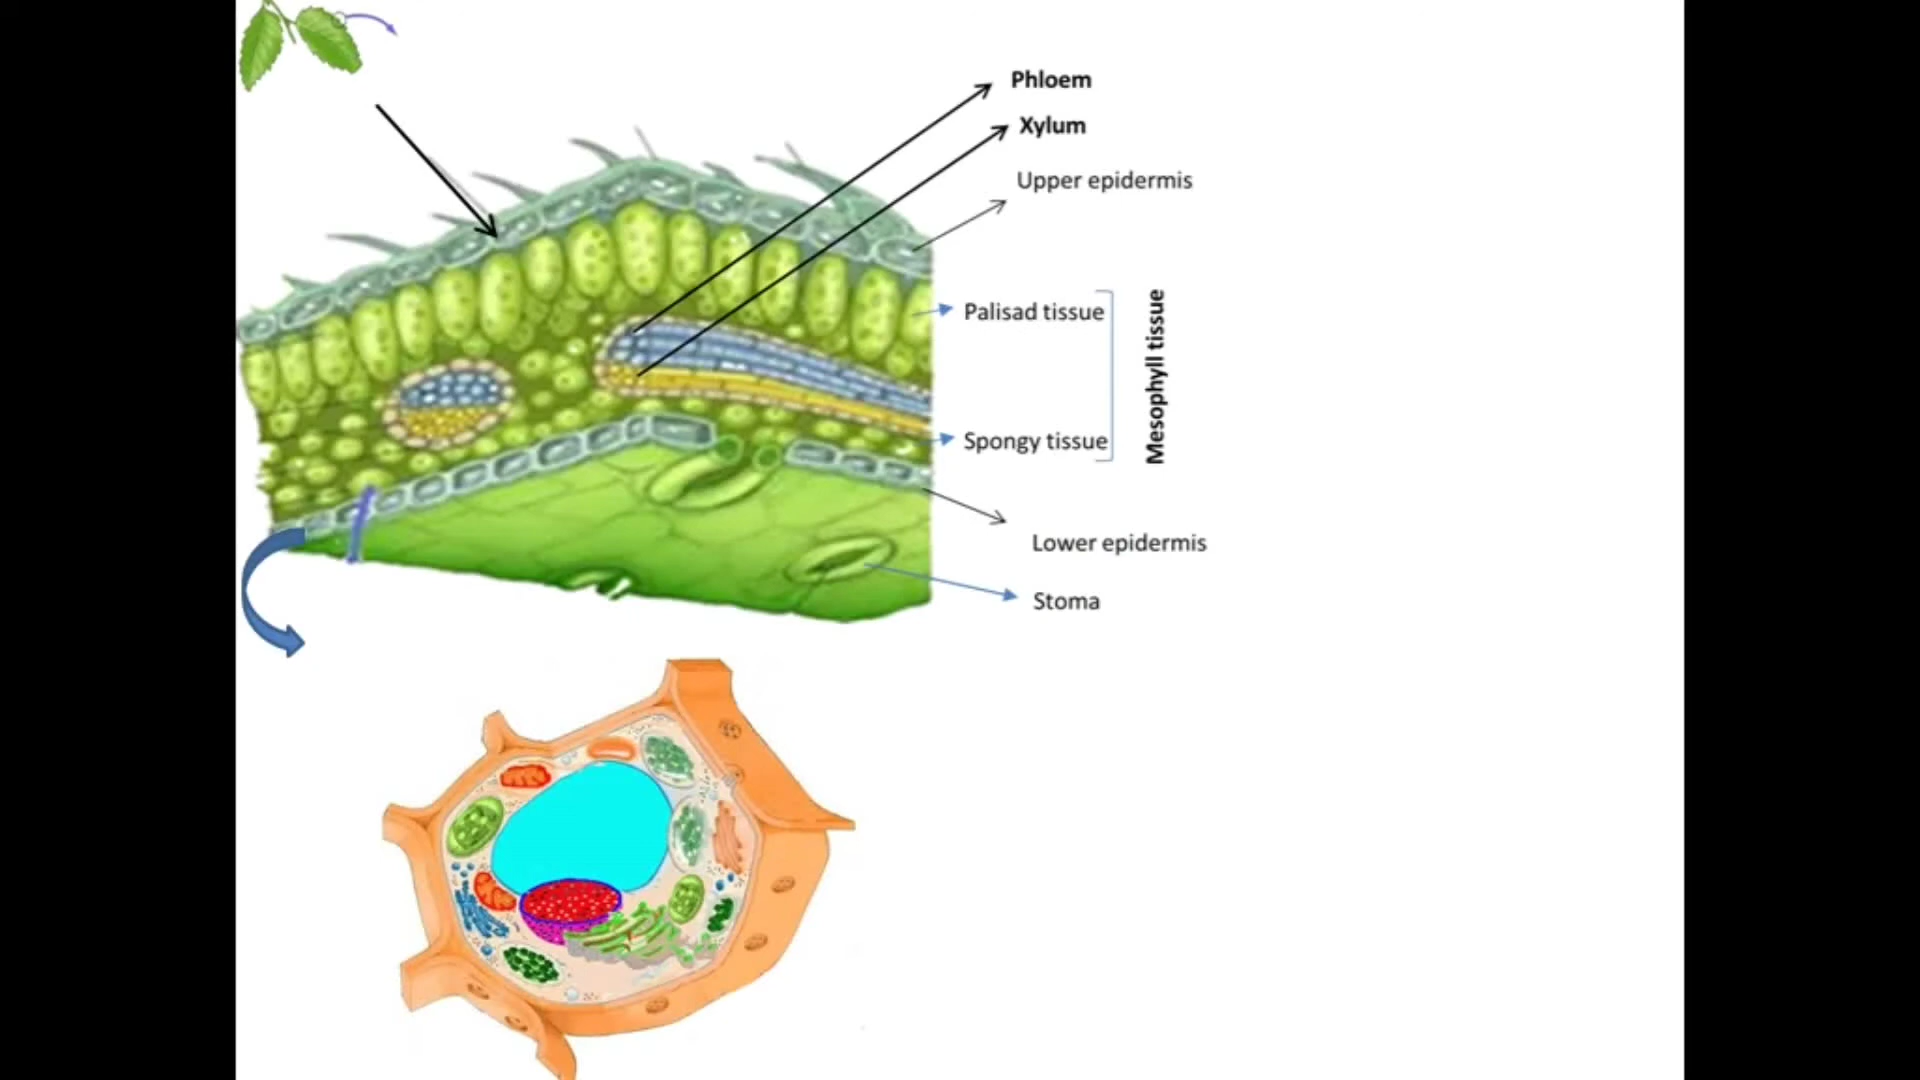 Phloem
Xylum
Upper epidermis
Palisad tissue
Mesophyll tissue
Spongy tissue
Lower epidermis
Stoma